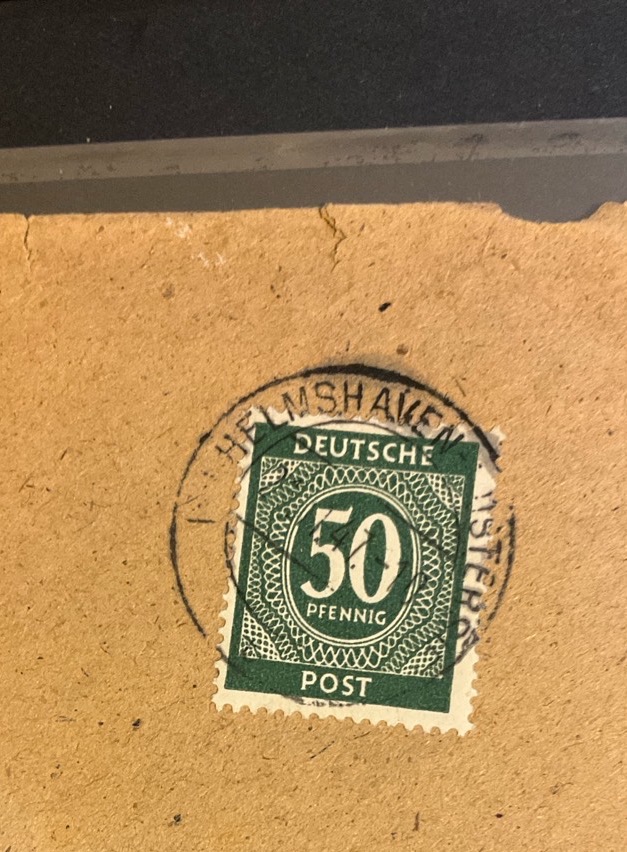 HELMSHAVEN
DEUTSCHE
50
PFENNIG
POST